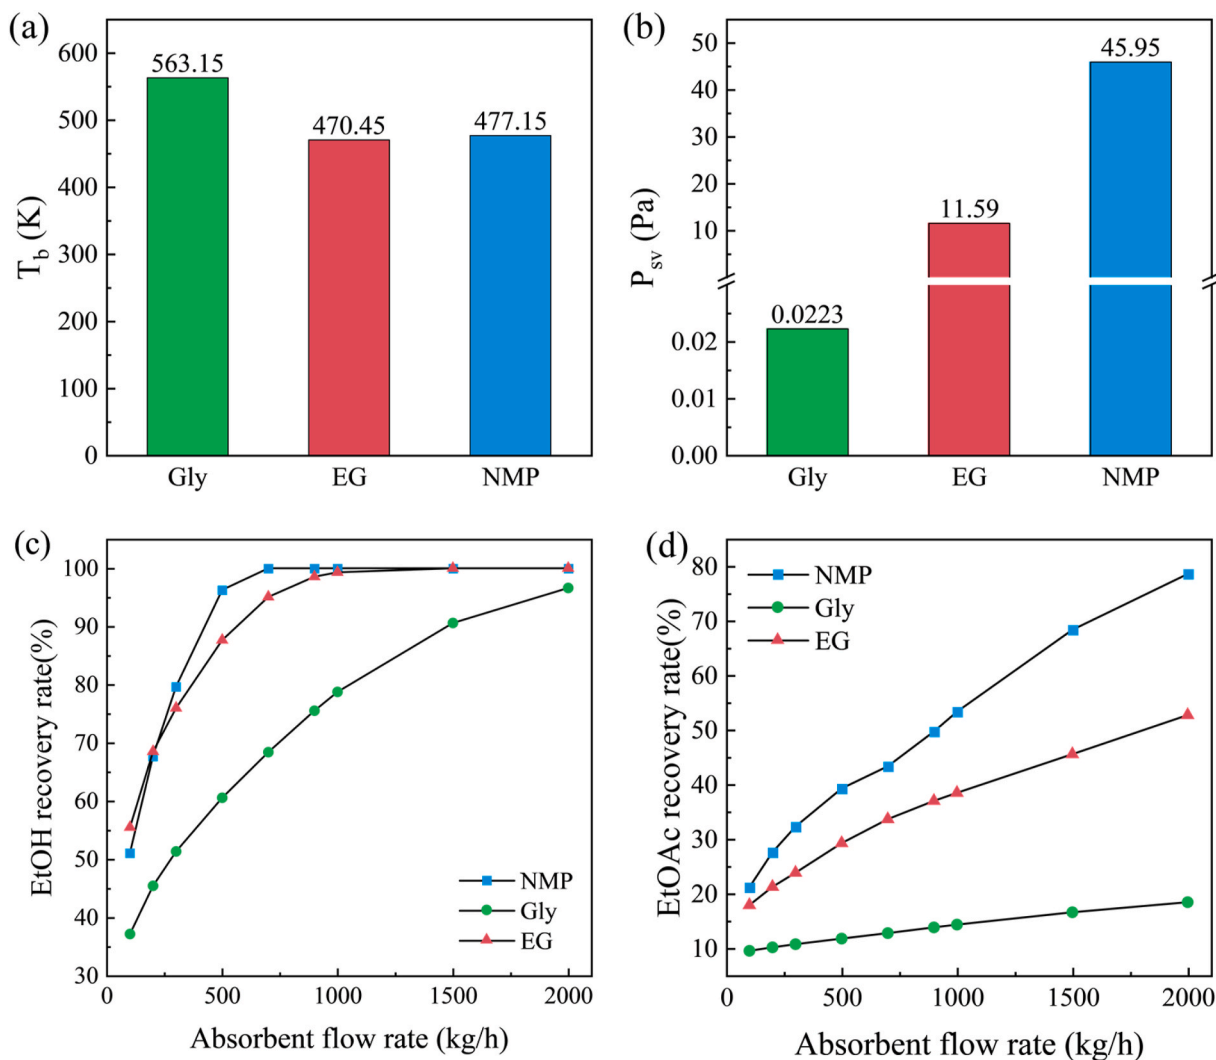 (a)
T_b (K)
600
500
400
300
200
100
0
563.15
470.45
477.15
Gly EG NMP
(b)
P_sv (Pa)
50
40
30
20
10
0.02
0.01
0.00
0.0223
11.59
45.95
Gly EG NMP
(c)
EtOH recovery rate(%)
100
90
80
70
60
50
40
30
NMP
Gly
EG
0 500 1000 1500 2000
Absorbent flow rate (kg/h)
(d)
EtOAc recovery rate(%)
80
70
60
50
40
30
20
10
NMP
Gly
EG
0 500 1000 1500 2000
Absorbent flow rate (kg/h)